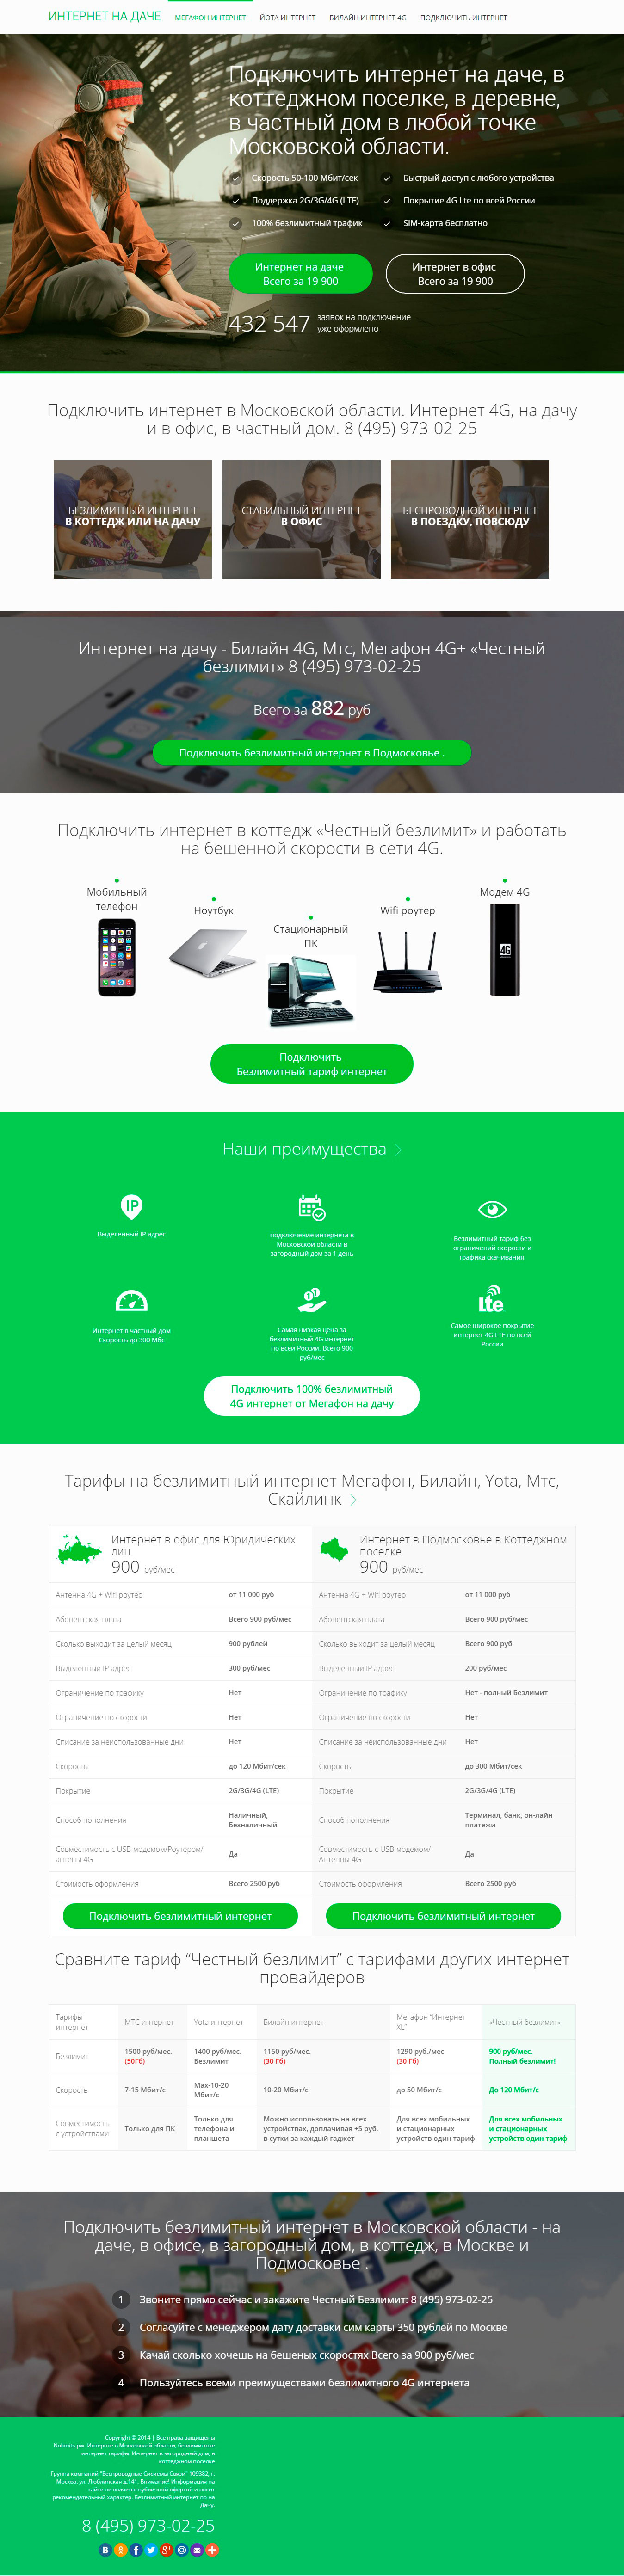 ИНТЕРНЕТ НА ДАЧЕ
МЕГАФОН ИНТЕРНЕТ
ЙОТА ИНТЕРНЕТ
БИЛАЙН ИНТЕРНЕТ 4G
ПОДКЛЮЧИТЬ ИНТЕРНЕТ
Подключить интернет на даче, в
коттеджном поселке, в деревне,
в частный дом в любой точке
Московской области.
Скорость 50-100 Мбит/сек
Быстрый доступ с любого устройства
Поддержка 2G/3G/4G (LTE)
Покрытие 4G Lte по всей России
100% безлимитный трафик
SIM-карта бесплатно
Интернет на даче
Всего за 19 900
Интернет в офис
Всего за 19 900
432 547
заявок на подключение
уже оформлено
Подключить интернет в Московской области. Интернет 4G, на дачу
и в офис, в частный дом. 8 (495) 973-02-25
БЕЗЛИМИТНЫЙ ИНТЕРНЕТ
В КОТТЕДЖ ИЛИ НА ДАЧУ
СТАБИЛЬНЫЙ ИНТЕРНЕТ
В ОФИС
БЕСПРОВОДНОЙ ИНТЕРНЕТ
В ПОЕЗДКУ, ПОВСЮДУ
Интернет на дачу - Билайн 4G, Мтс, Мегафон 4G+ «Честный
безлимит» 8 (495) 973-02-25
Всего за 882 руб
Подключить безлимитный интернет в Подмосковье .
Подключить интернет в коттедж «Честный безлимит» и работать
на бешенной скорости в сети 4G.
Мобильный
телефон
Ноутбук
Стационарный
ПК
Wifi роутер
Модем 4G
4G
Подключить
Безлимитный тариф интернет
Наши преимущества
IP
Выделенный IP адрес
подключение интернета в
Московской области в
загородный дом за 1 день
Безлимитный тариф без
ограничений скорости и
трафика скачивания.
Интернет в частный дом
Скорость до 300 Мбс
Самая низкая цена за
безлимитный 4G интернет
по всей России. Всего 900
руб/мес
lte
Самое широкое покрытие
интернет 4G LTE по всей
России
Подключить 100% безлимитный
4G интернет от Мегафон на дачу
Тарифы на безлимитный интернет Мегафон, Билайн, Yota, Мтс,
Скайлинк
Интернет в офис для Юридических
лиц
900 руб/мес
Интернет в Подмосковье в Коттеджном
поселке
900 руб/мес
Антенна 4G + Wifi роутер от 11 000 руб Антенна 4G + Wifi роутер от 11 000 руб
Абонентская плата Всего 900 руб/мес Абонентская плата Всего 900 руб/мес
Сколько выходит за целый месяц 900 рублей Сколько выходит за целый месяц Всего 900 руб
Выделенный IP адрес 300 руб/мес Выделенный IP адрес 200 руб/мес
Ограничение по трафику Нет Ограничение по трафику Нет - полный Безлимит
Ограничение по скорости Нет Ограничение по скорости Нет
Списание за неиспользованные дни Нет Списание за неиспользованные дни Нет
Скорость до 120 Мбит/сек Скорость до 300 Мбит/сек
Покрытие 2G/3G/4G (LTE) Покрытие 2G/3G/4G (LTE)
Способ пополнения Наличный,
Безналичный
Способ пополнения Терминал, банк, он-лайн
платежи
Совместимость с USB-модемом/Роутером/
антены 4G
Да
Совместимость с USB-модемом/
Антенны 4G
Да
Стоимость оформления Всего 2500 руб Стоимость оформления Всего 2500 руб
Подключить безлимитный интернет
Подключить безлимитный интернет
Сравните тариф “Честный безлимит” с тарифами других интернет
провайдеров
Тарифы
интернет
МТС интернет
Yota интернет
Билайн интернет
Мегафон "Интернет
XL"
«Честный безлимит»
Безлимит
1500 руб/мес.
(50Гб)
1400 руб/мес.
Безлимит
1150 руб/мес.
(30 Гб)
1290 руб./мес
(30 Гб)
900 руб/мес.
Полный безлимит!
Скорость
7-15 Мбит/с
Мах-10-20
Мбит/с
10-20 Мбит/с
до 50 Мбит/с
До 120 Мбит/с
Совместимость
с устройствами
Только для ПК
Только для
телефона и
планшета
Можно использовать на всех
устройствах, доплачивая +5 руб.
в сутки за каждый гаджет
Для всех мобильных
и стационарных
устройств один тариф
Для всех мобильных
и стационарных
устройств один тариф
Подключить безлимитный интернет в Московской области - на
даче, в офисе, в загородный дом, в коттедж, в Москве и
Подмосковье .
1 Звоните прямо сейчас и закажите Честный Безлимит: 8 (495) 973-02-25
2 Согласуйте с менеджером дату доставки сим карты 350 рублей по Москве
3 Качай сколько хочешь на бешеных скоростях Всего за 900 руб/мес
4 Пользуйтесь всеми преимуществами безлимитного 4G интернета
Copyright © 2014 | Все права защищены
Nolimits.pw Интернте в Московской области, безлимитные
интернет тарифы. Интернет в загородный дом, в
коттеджном поселке
Группа компаний "Беспроводные Сисиемы Связи" 109382, г.
Москва, ул. Люблинская д.141, Внимание! Информация на
сайте не является публичной офертой и носит
рекомендательный характер. Безлимитный интернет по на
Дачу.
8 (495) 973-02-25